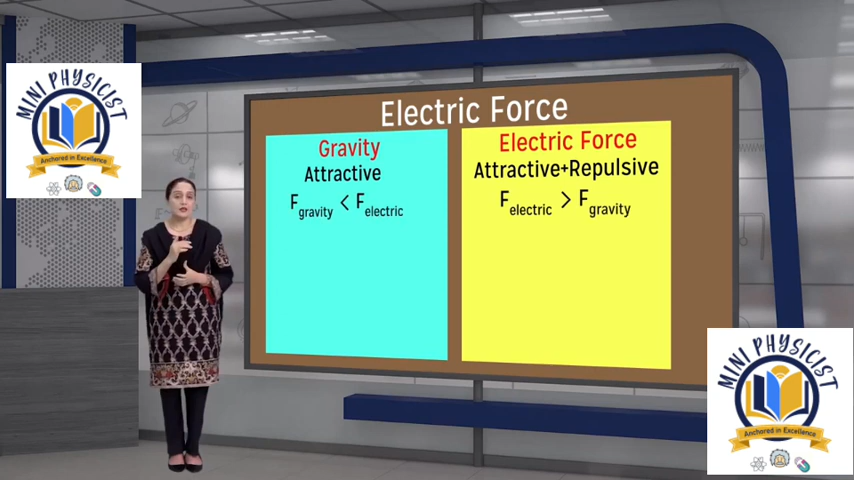 MINI PHYSICIST
Anchored in Excellence
Electric Force
Gravity
Attractive
Fgravity < Felectric
Electric Force
Attractive+Repulsive
Felectric > Fgravity
MINI PHYSICIST
Anchored in Excellence